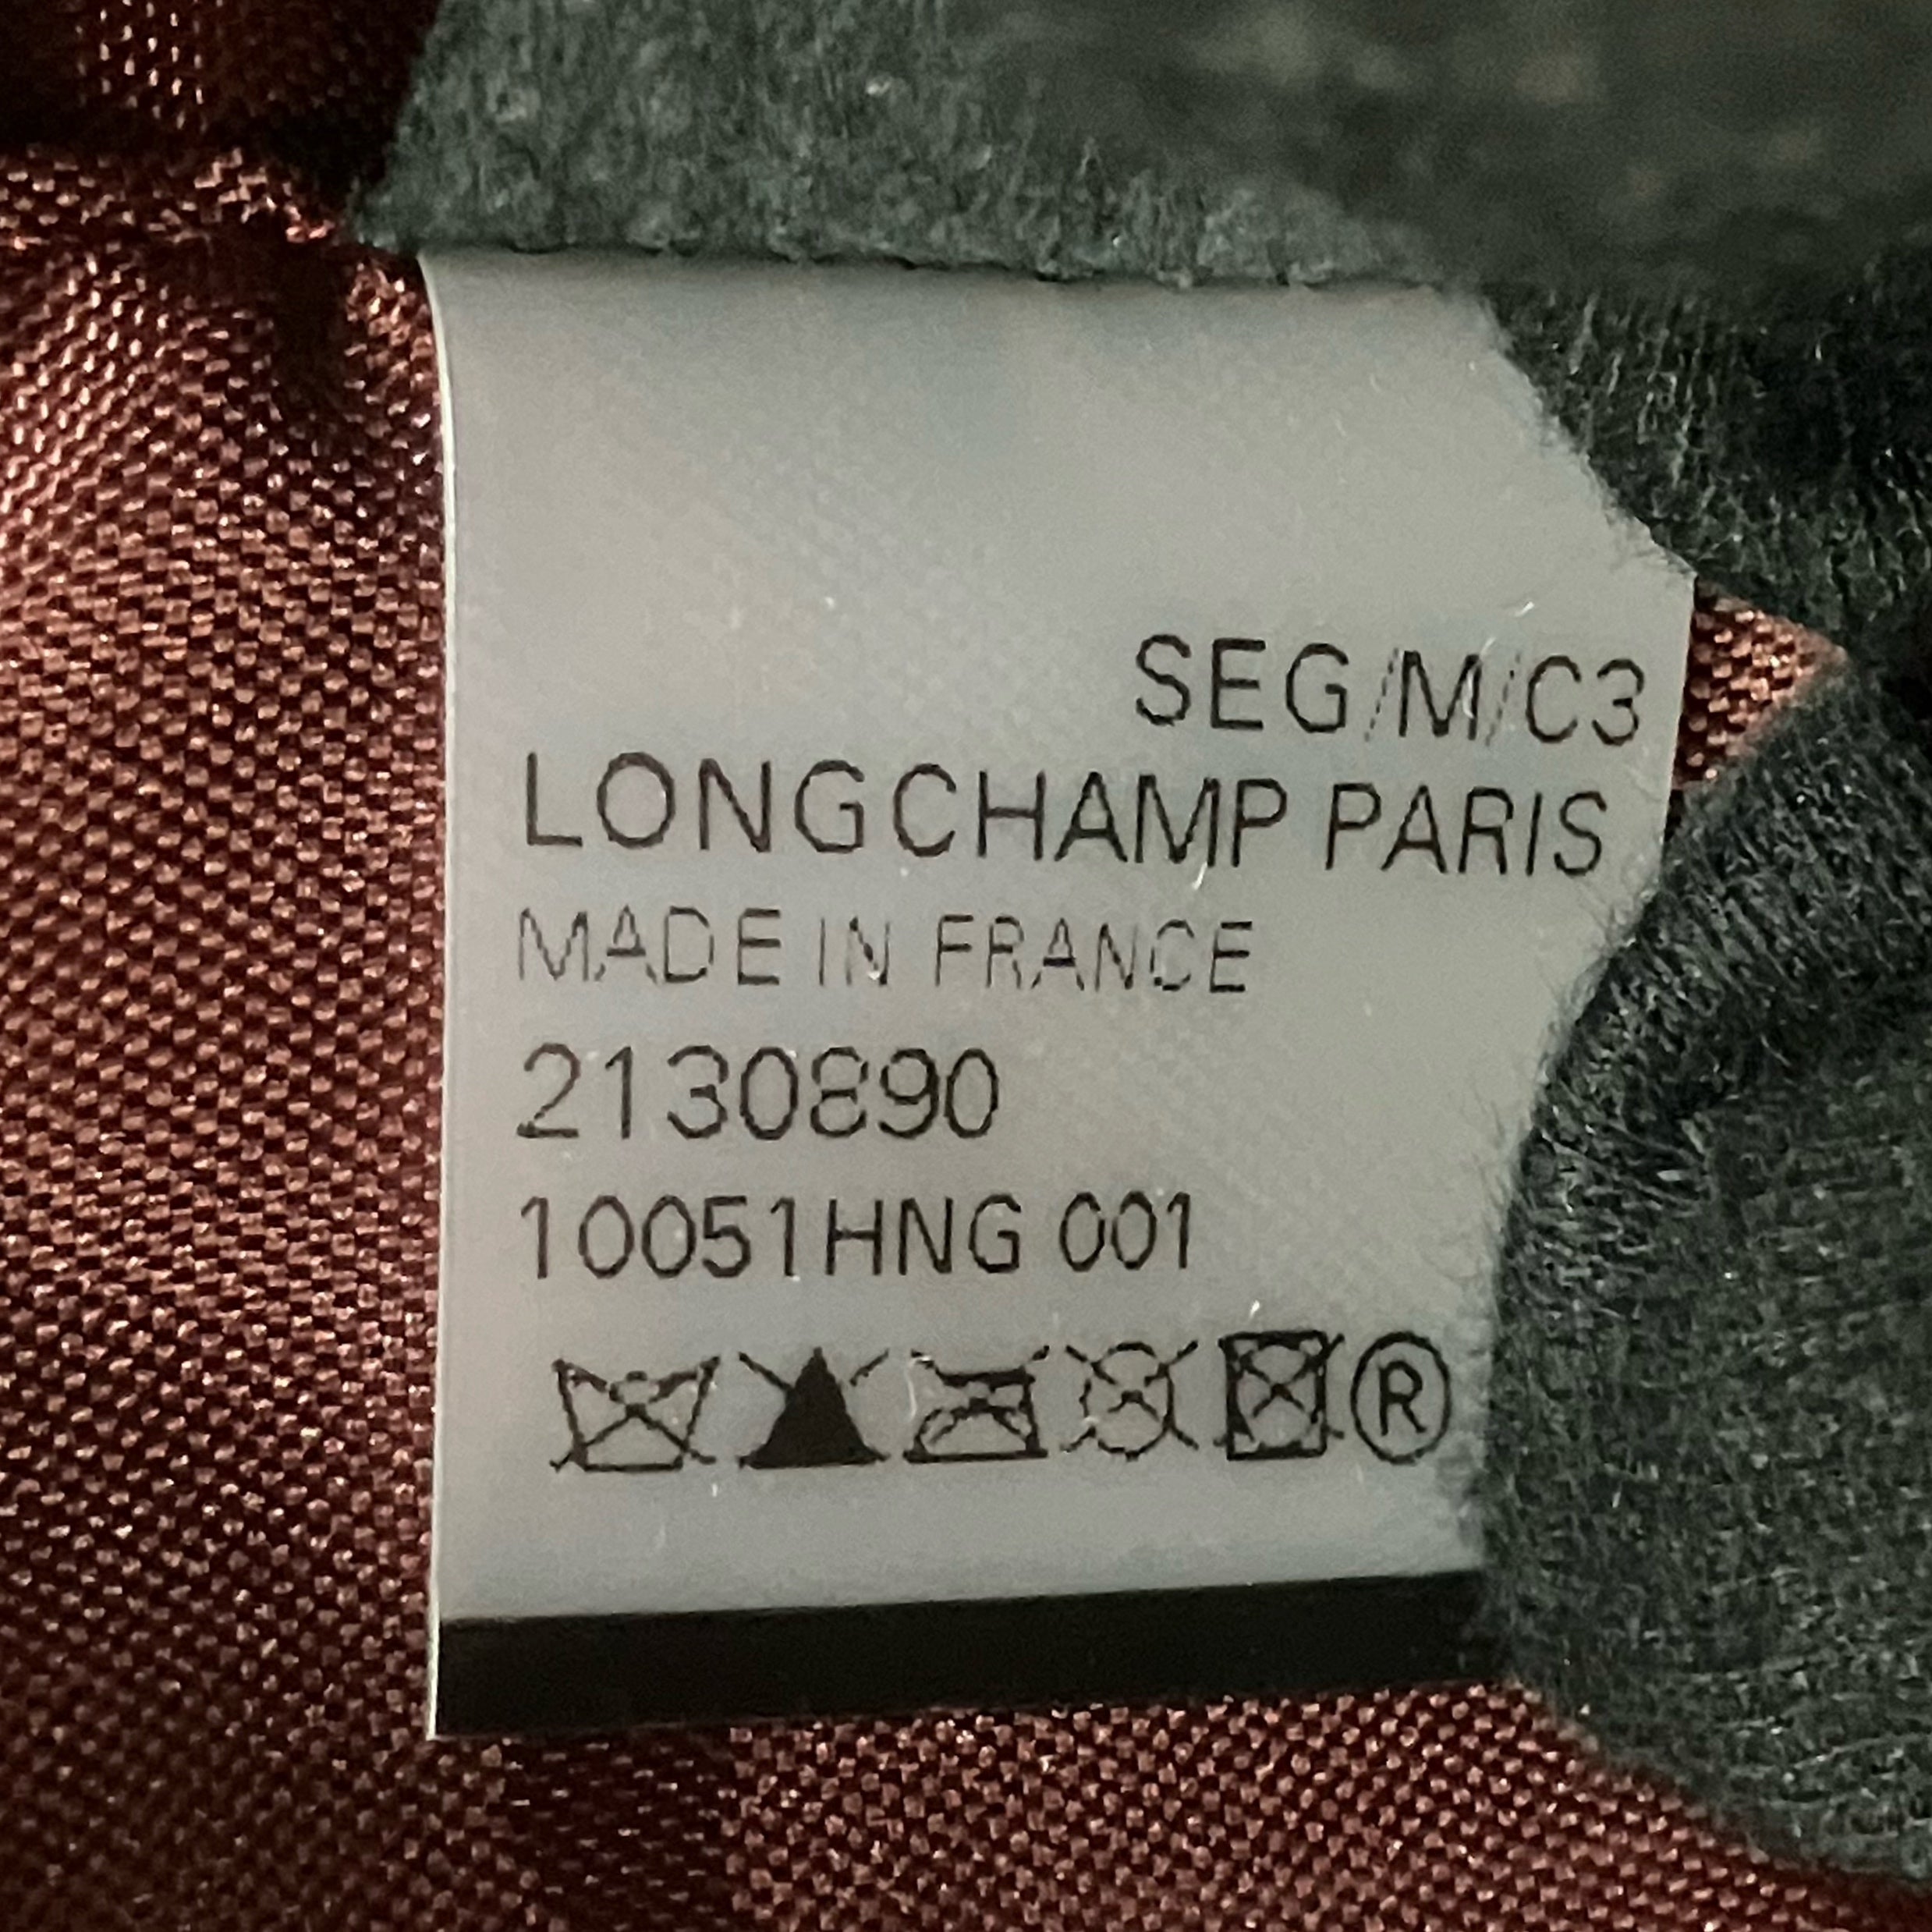 SEG/M/C3
LONGCHAMP PARIS
MADE IN FRANCE
2130890
10051HNG 001
®